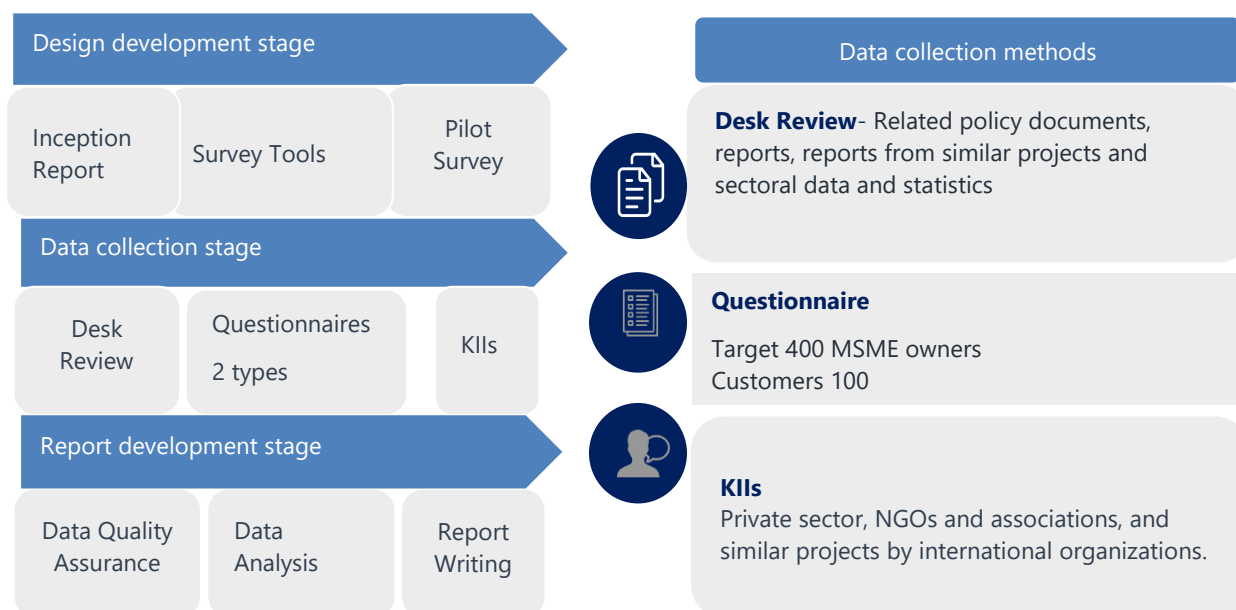 Design development stage
Inception
Report
Survey Tools
Pilot
Survey
Data collection stage
Desk
Review
Questionnaires
2 types
KIIs
Report development stage
Data Quality
Assurance
Data
Analysis
Report
Writing
Data collection methods
Desk Review- Related policy documents,
reports, reports from similar projects and
sectoral data and statistics
Questionnaire
Target 400 MSME owners
Customers 100
KIIs
Private sector, NGOs and associations, and
similar projects by international organizations.